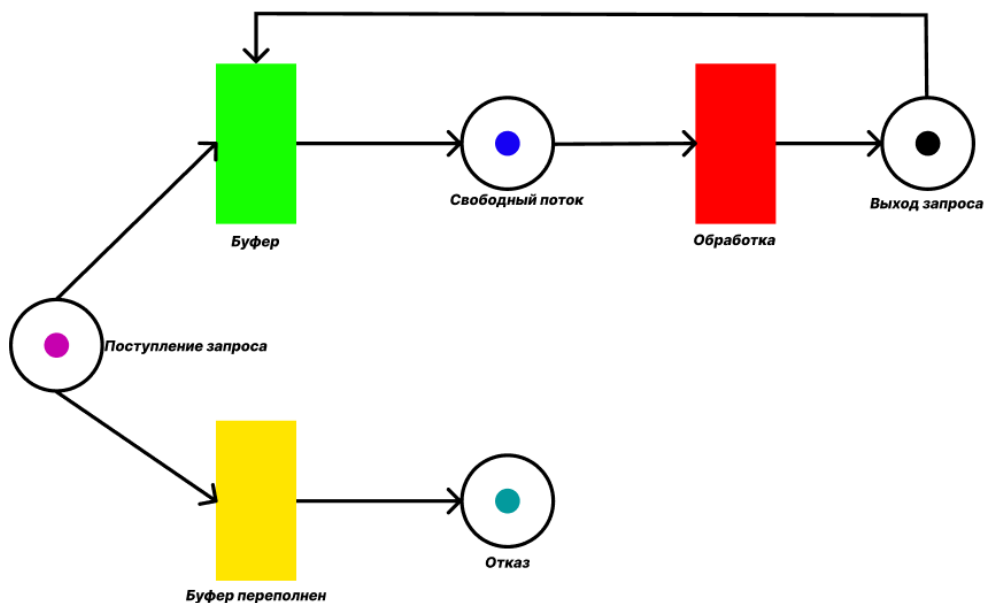 Свободный поток
Выход запроса
Буфер
Обработка
Поступление запроса
Отказ
Буфер переполнен